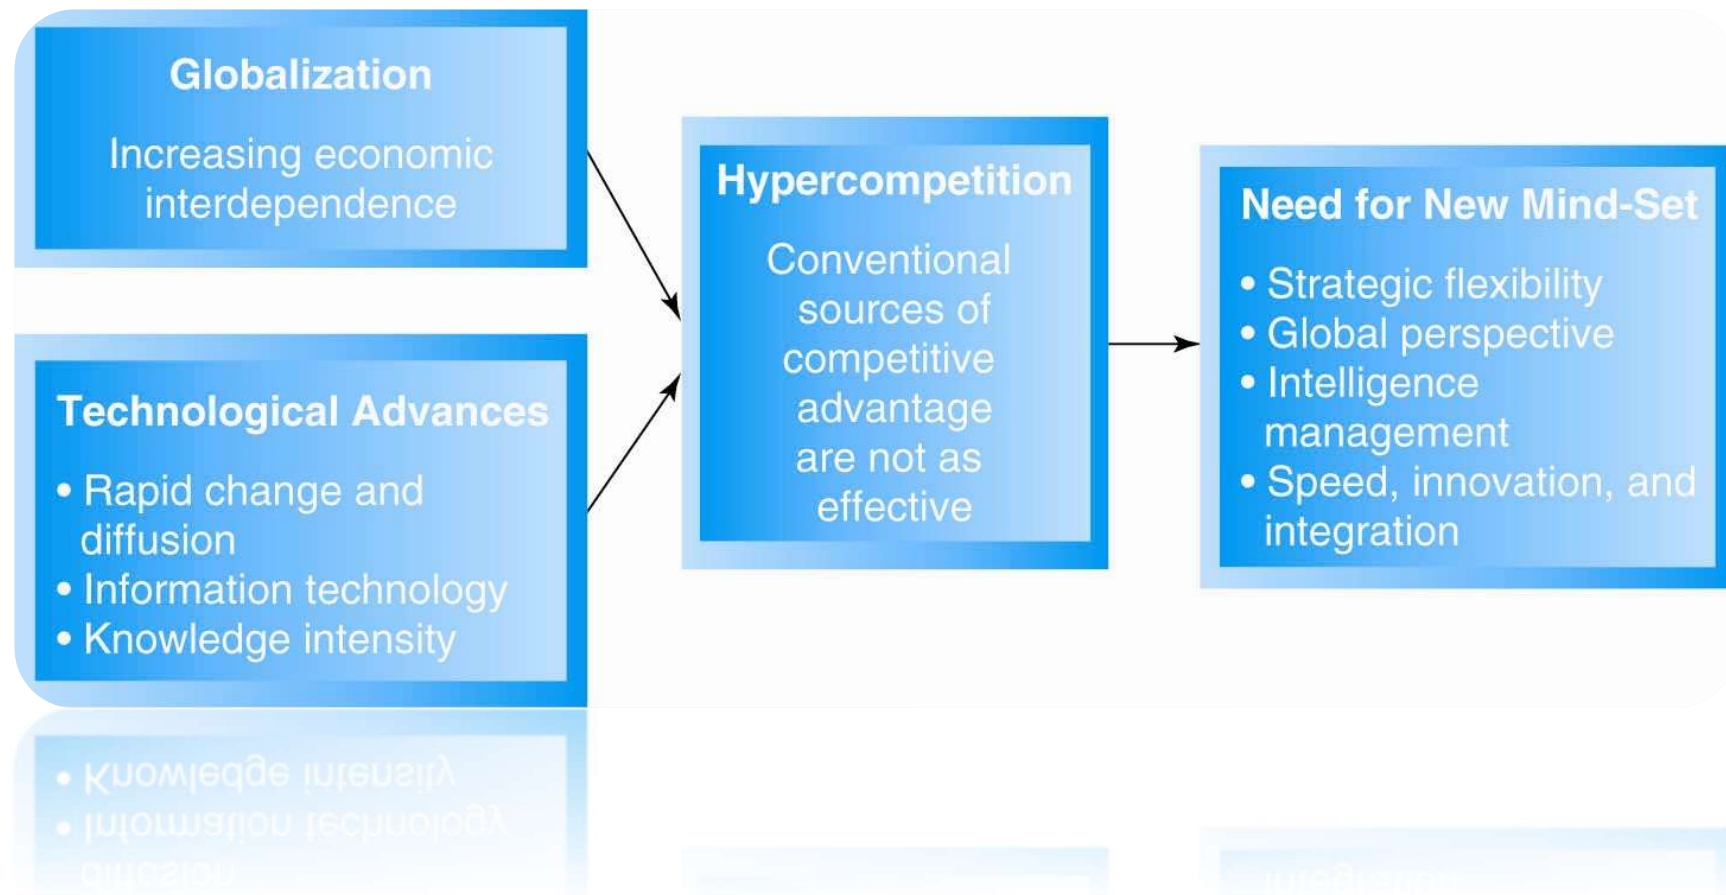 Globalization
Increasing economic
interdependence
Technological Advances
• Rapid change and
diffusion
• Information technology
• Knowledge intensity
Hypercompetition
Conventional
sources of
competitive
advantage
are not as
effective
Need for New Mind-Set
• Strategic flexibility
• Global perspective
• Intelligence
management
• Speed, innovation, and
integration